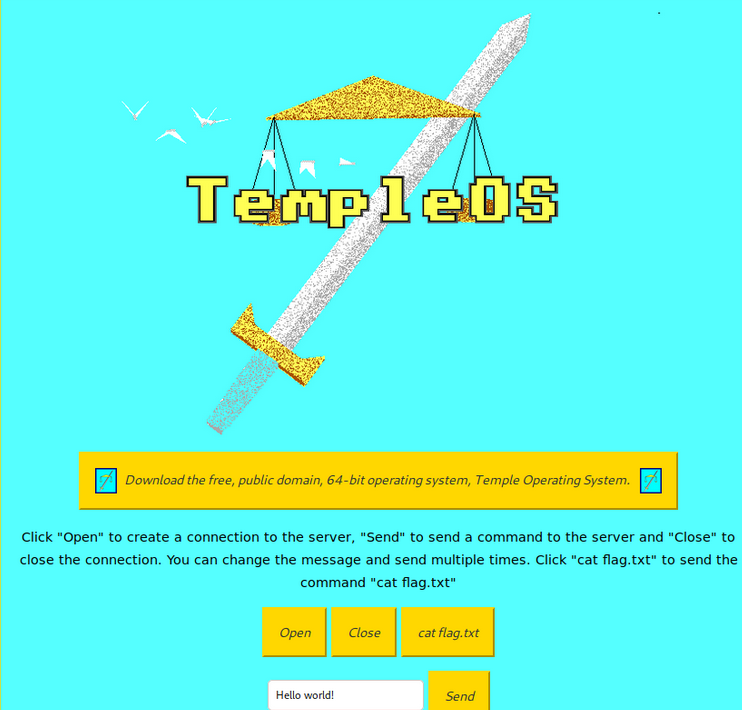 TempleOS
Download the free, public domain, 64-bit operating system, Temple Operating System.
Click "Open" to create a connection to the server, "Send" to send a command to the server and "Close" to
close the connection. You can change the message and send multiple times. Click "cat flag.txt" to send the
command "cat flag.txt"
Open Close cat flag.txt
Hello world! Send